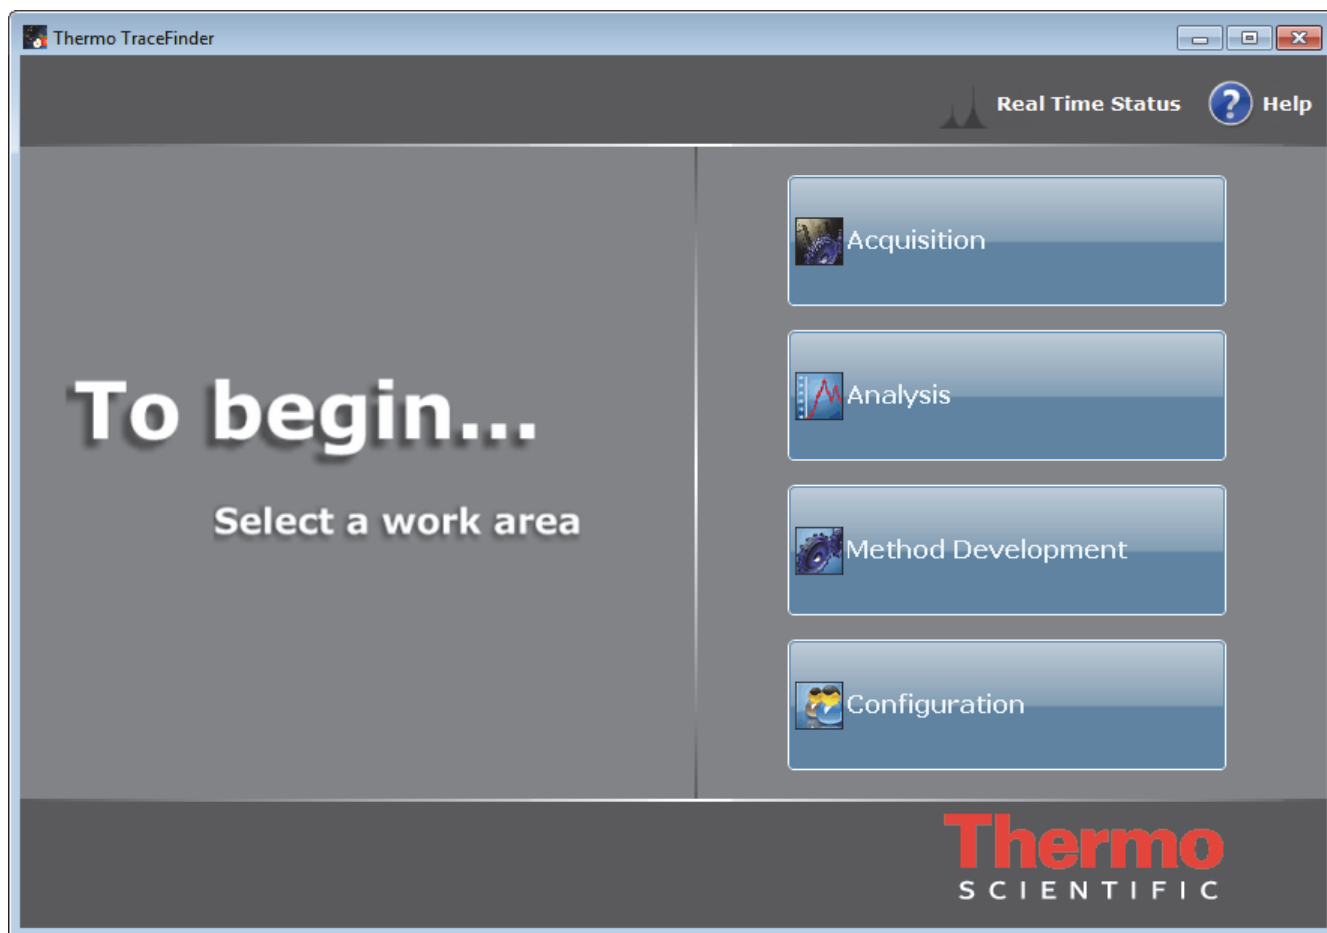 Thermo TraceFinder
Real Time Status
? Help
To begin...
Select a work area
Acquisition
Analysis
Method Development
Configuration
Thermo
SCIENTIFIC